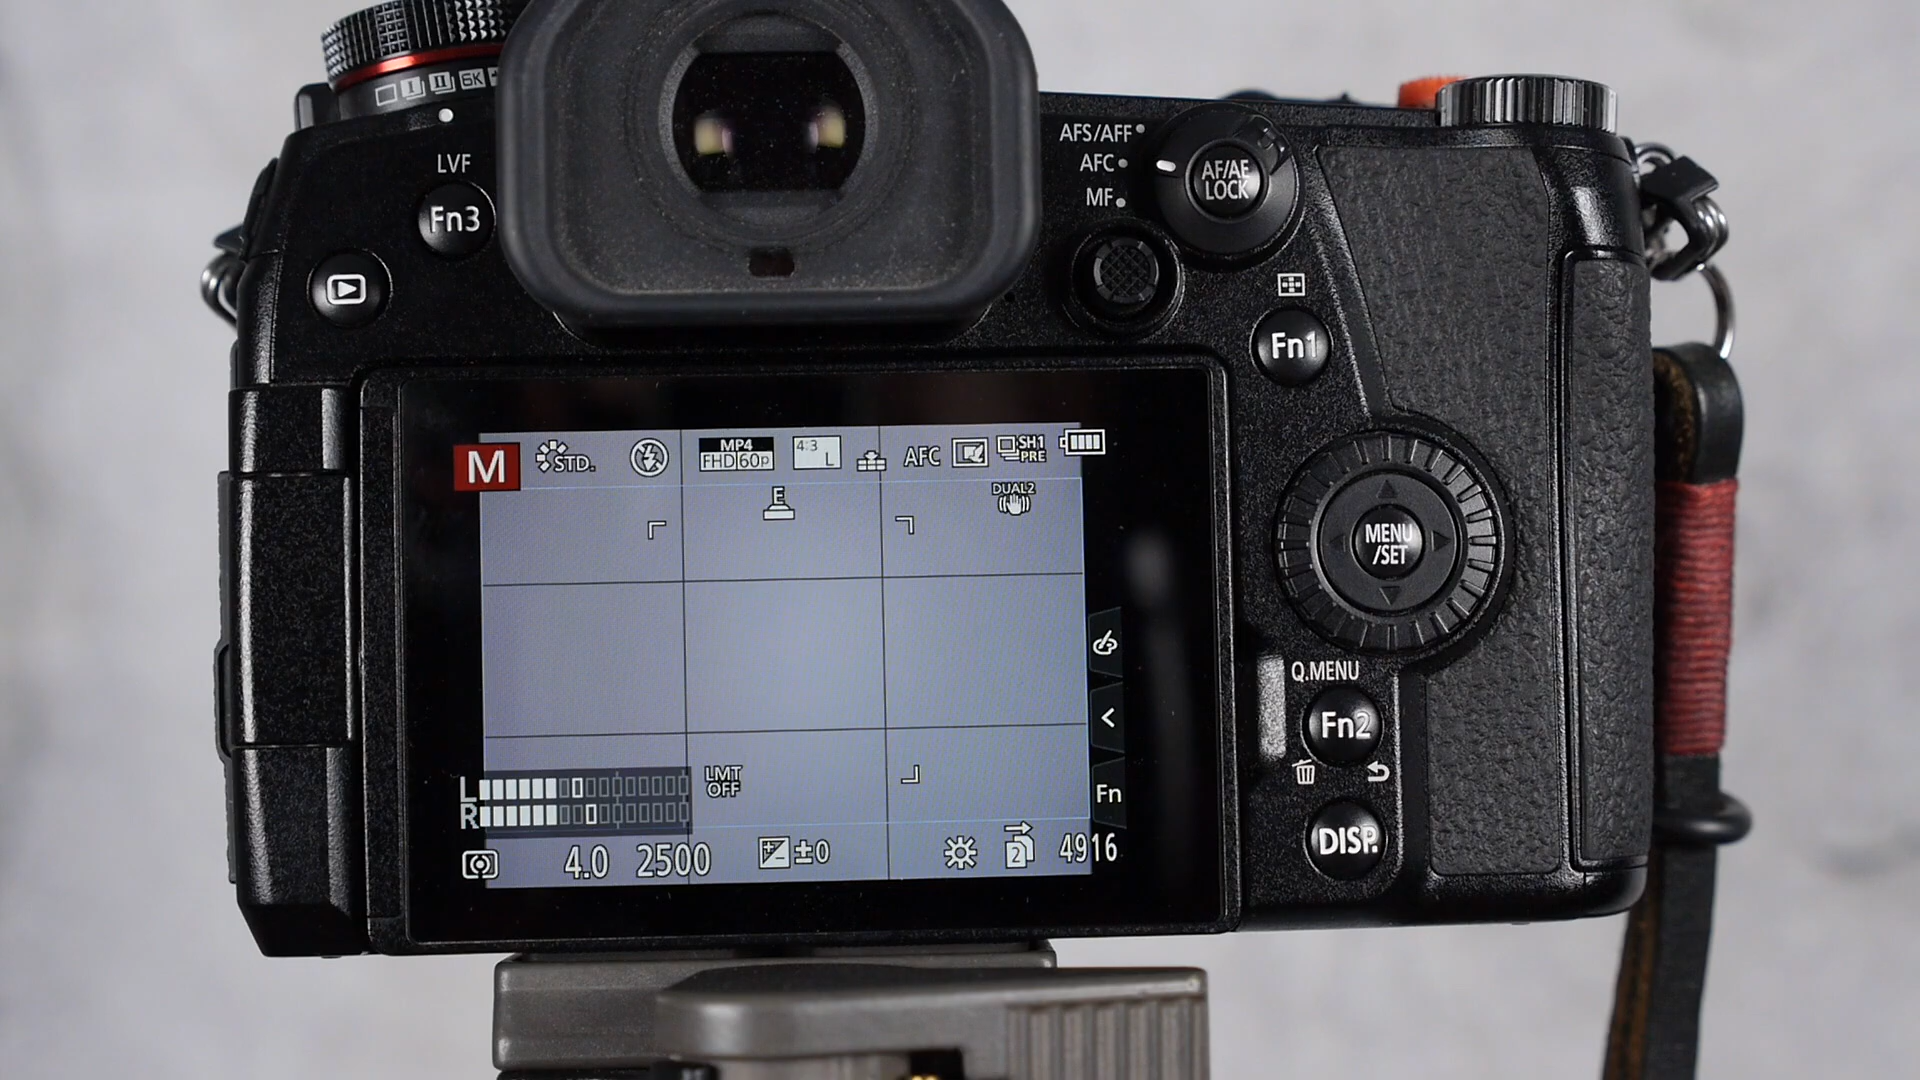 I II 6K
LVF
Fn3
AFS/AFF
AFC
MF
AF/AE
LOCK
Fn1
M STD. MP4 FHD 60p 4:3 L AFC SH1 PRE
E DUAL2
MENU
/SET
Q.MENU
Fn2
L
R
LMT
OFF
Fn
DISP.
4.0 2500 ±0 2 4916